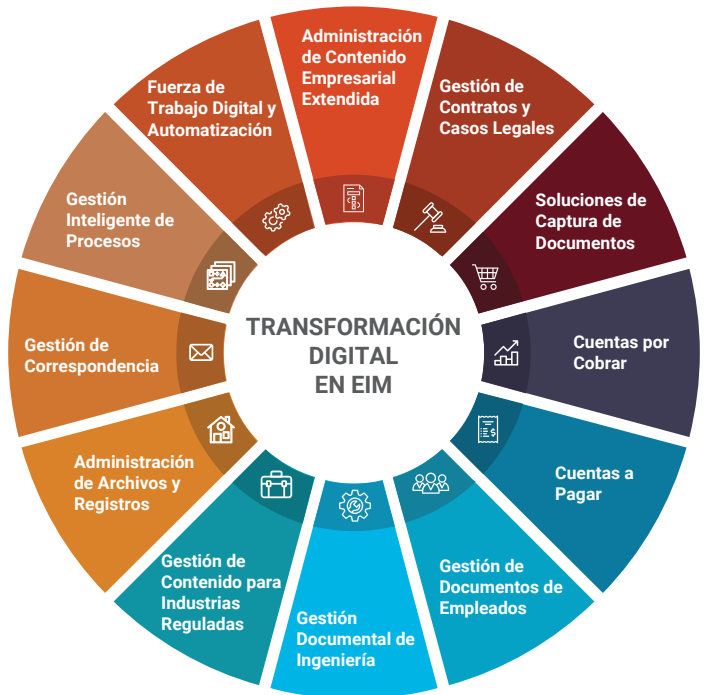 Administración
de Contenido
Empresarial
Extendida
Gestión de
Contratos y
Casos Legales
Soluciones de
Captura de
Documentos
Cuentas por
Cobrar
Cuentas a
Pagar
Gestión de
Documentos de
Empleados
Gestión
Documental de
Ingeniería
Gestión de
Contenido para
Industrias
Reguladas
Administración
de Archivos y
Registros
Gestión de
Correspondencia
Gestión
Inteligente de
Procesos
Fuerza de
Trabajo Digital y
Automatización
TRANSFORMACIÓN
DIGITAL
EN EIM